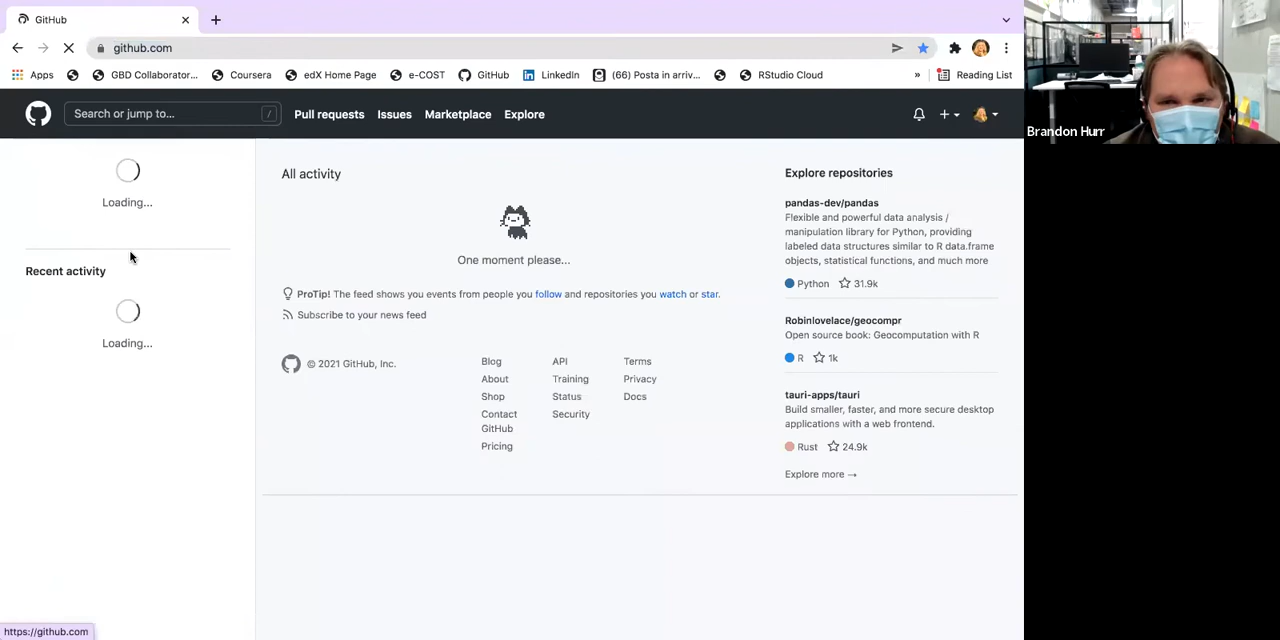 GitHub
github.com
Apps
GBD Collaborator...
Coursera
edX Home Page
e-COST
GitHub
LinkedIn
(66) Posta in arriv...
RStudio Cloud
»
Reading List
Search or jump to...
/
Pull requests
Issues
Marketplace
Explore
Loading...
Recent activity
Loading...
All activity
One moment please...
ProTip! The feed shows you events from people you follow and repositories you watch or star.
Subscribe to your news feed
© 2021 GitHub, Inc.
Blog
About
Shop
Contact
GitHub
Pricing
API
Training
Status
Security
Terms
Privacy
Docs
Explore repositories
pandas-dev/pandas
Flexible and powerful data analysis /
manipulation library for Python, providing
labeled data structures similar to R data.frame
objects, statistical functions, and much more
Python 31.9k
Robinlovelace/geocompr
Open source book: Geocomputation with R
R 1k
tauri-apps/tauri
Build smaller, faster, and more secure desktop
applications with a web frontend.
Rust 24.9k
Explore more →
https://github.com
Brandon Hurr